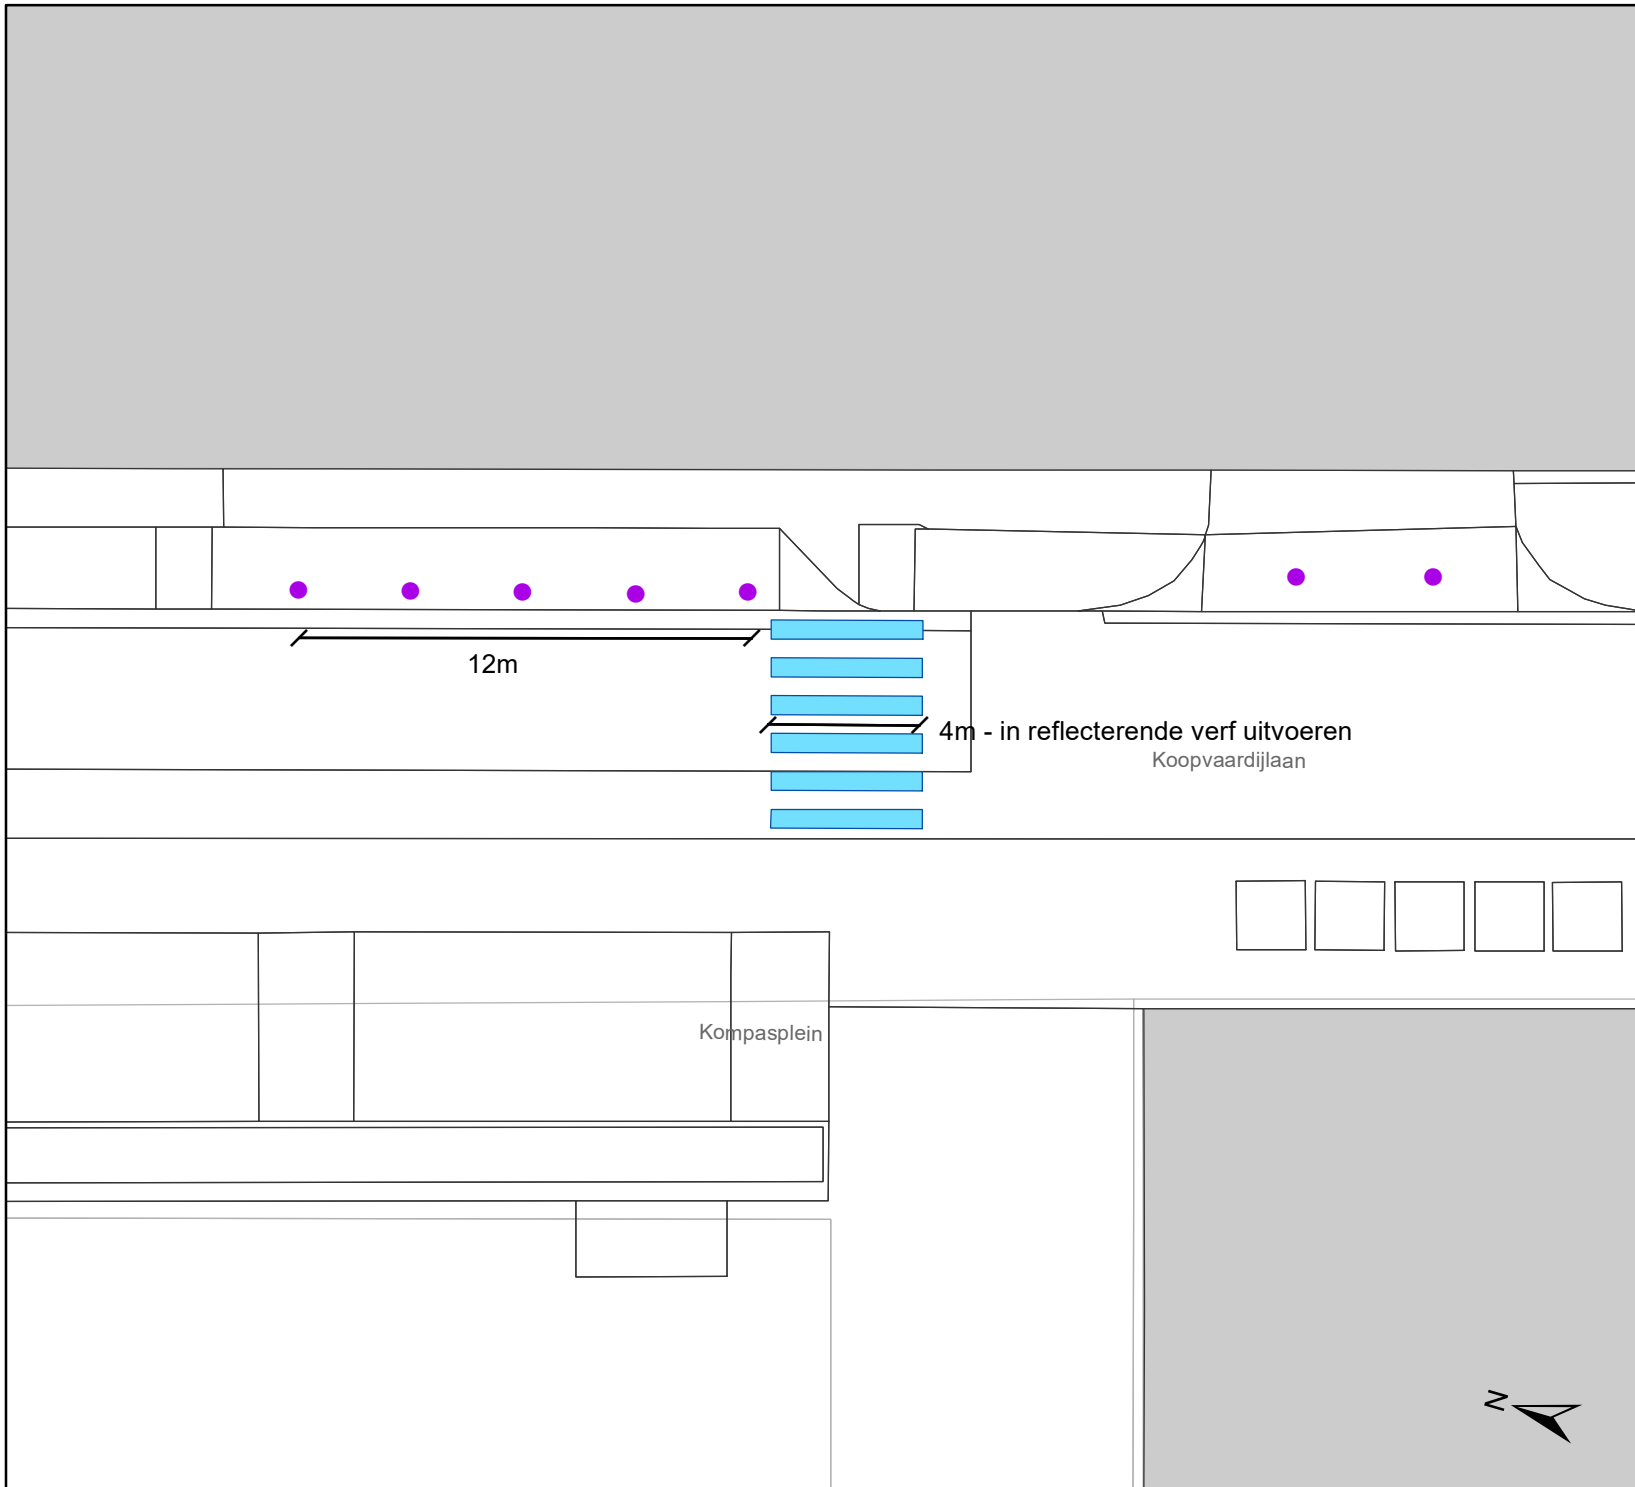 12m
4m - in reflecterende verf uitvoeren
Koopvaardijlaan
Kompasplein
N